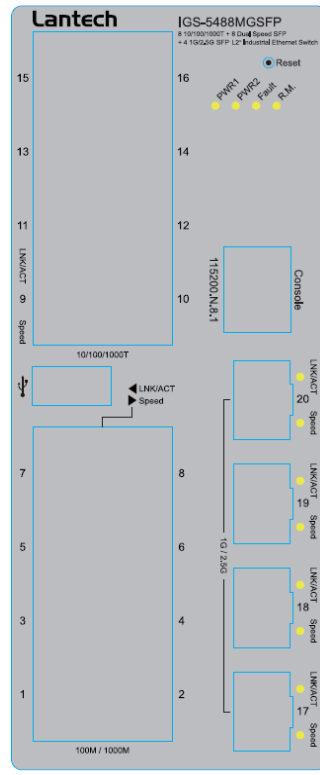 Lantech
IGS-5488MGSFP
8 10/100/1000T + 8 Dual Speed SFP
+ 4 1G/2.5G SFP L2+ Industrial Ethernet Switch
Reset
PWR1
PWR2
Fault
R.M.
15
16
13
14
11
12
LNK/ACT
9
10
Speed
115200.N.8.1
Console
10/100/1000T
LNK/ACT
Speed
LNK/ACT
20
Speed
7
8
LNK/ACT
19
Speed
1G / 2.5G
5
6
LNK/ACT
18
Speed
3
4
LNK/ACT
17
Speed
1
2
100M / 1000M